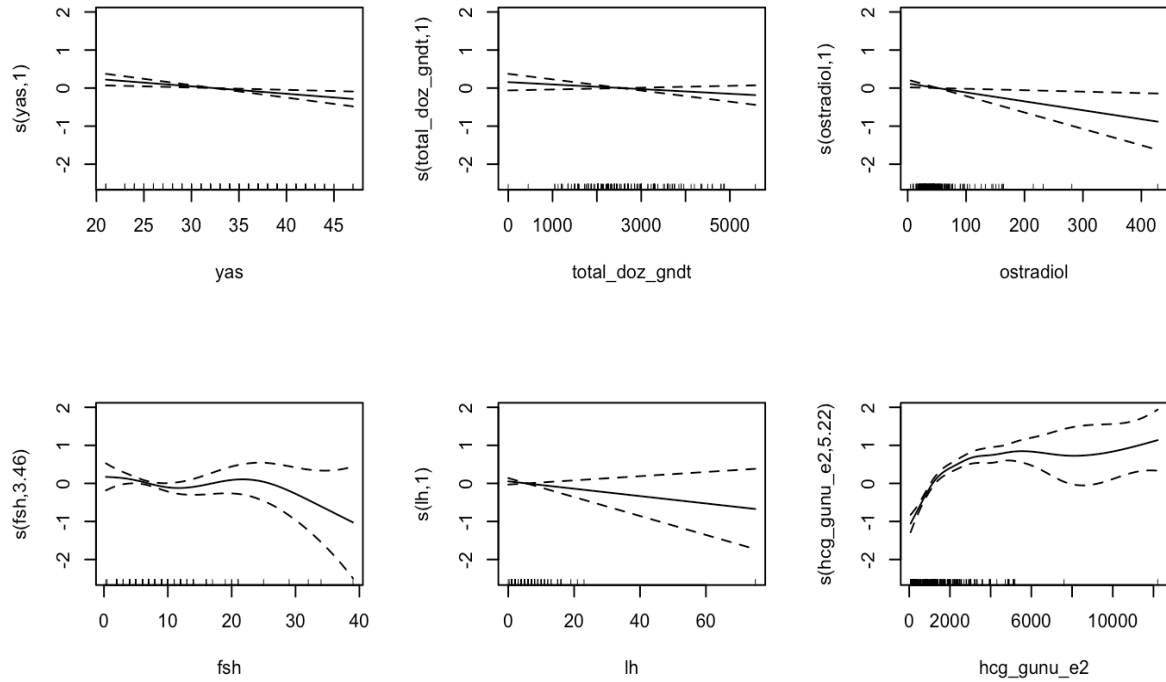 s(yas,1)
2
1
0
-1
-2
20 25 30 35 40 45
yas
s(total_doz_gndt,1)
2
1
0
-1
-2
0 1000 3000 5000
total_doz_gndt
s(ostradiol,1)
2
1
0
-1
-2
0 100 200 300 400
ostradiol
s(fsh,3.46)
2
1
0
-1
-2
0 10 20 30 40
fsh
s(lh,1)
2
1
0
-1
-2
0 20 40 60
lh
s(hcg_gunu_e2,5.22)
2
1
0
-1
-2
0 2000 6000 10000
hcg_gunu_e2